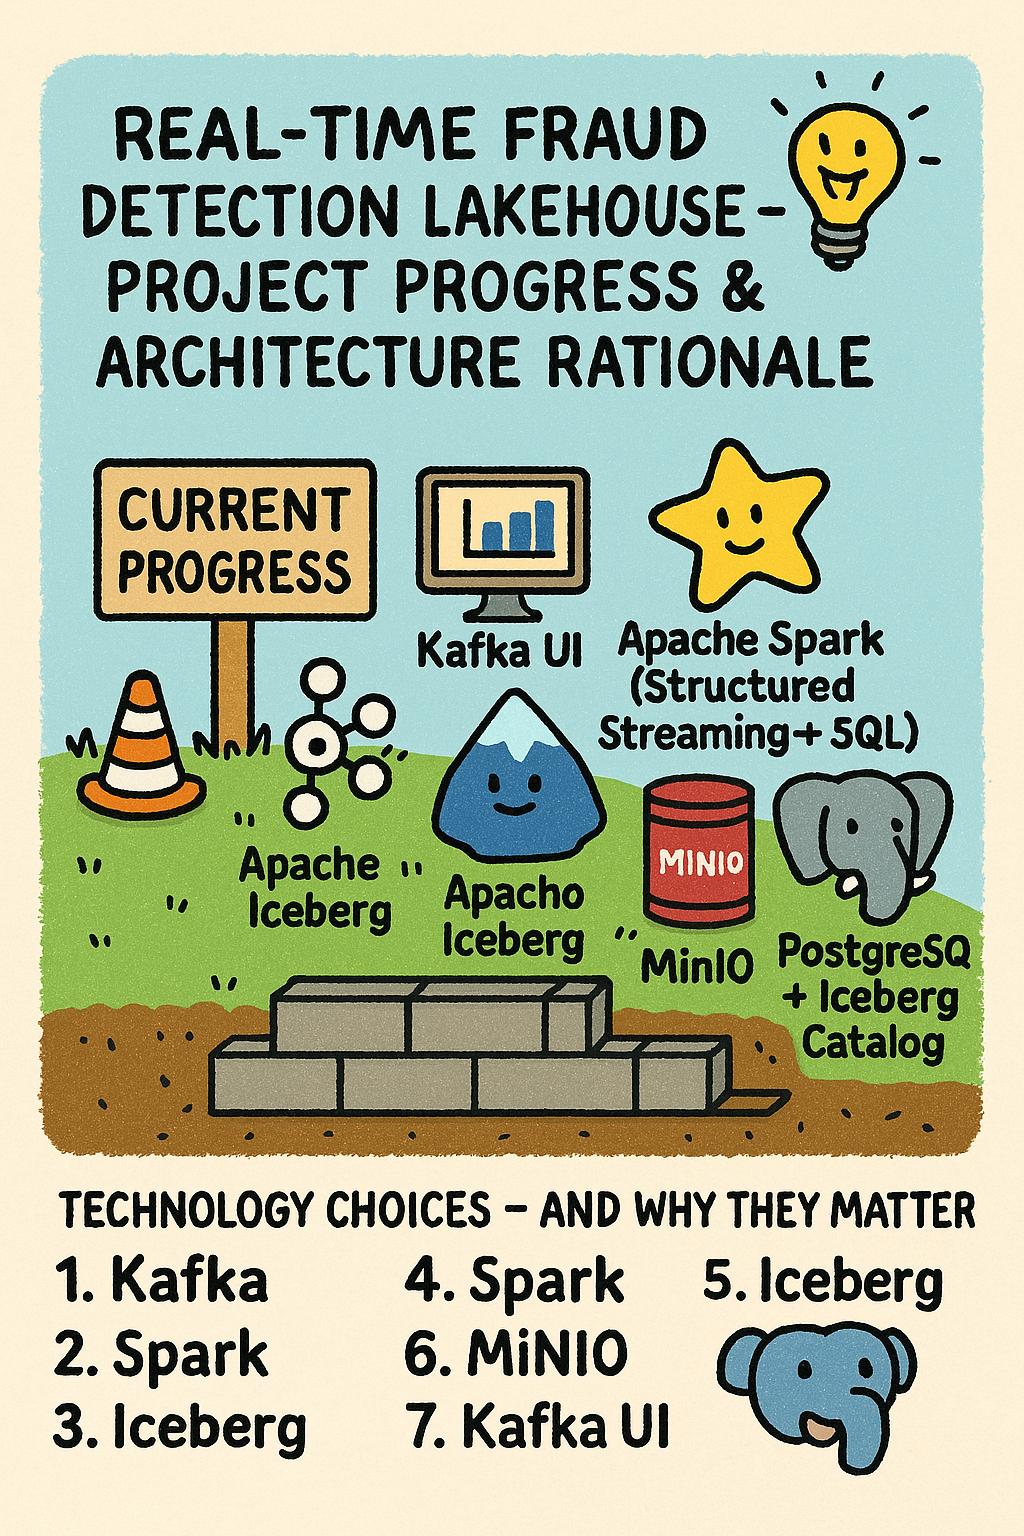 REAL-TIME FRAUD
DETECTION LAKEHOUSE –
PROJECT PROGRESS &
ARCHITECTURE RATIONALE
CURRENT
PROGRESS
Kafka UI
Apache Spark
(Structured
Streaming+ 5QL)
Apache
Iceberg
Apacho
Iceberg
MINIO
MinIO
PostgreSQ
+ Iceberg
Catalog
TECHNOLOGY CHOICES – AND WHY THEY MATTER
1. Kafka
2. Spark
3. Iceberg
4. Spark
6. MiNIO
7. Kafka UI
5. Iceberg